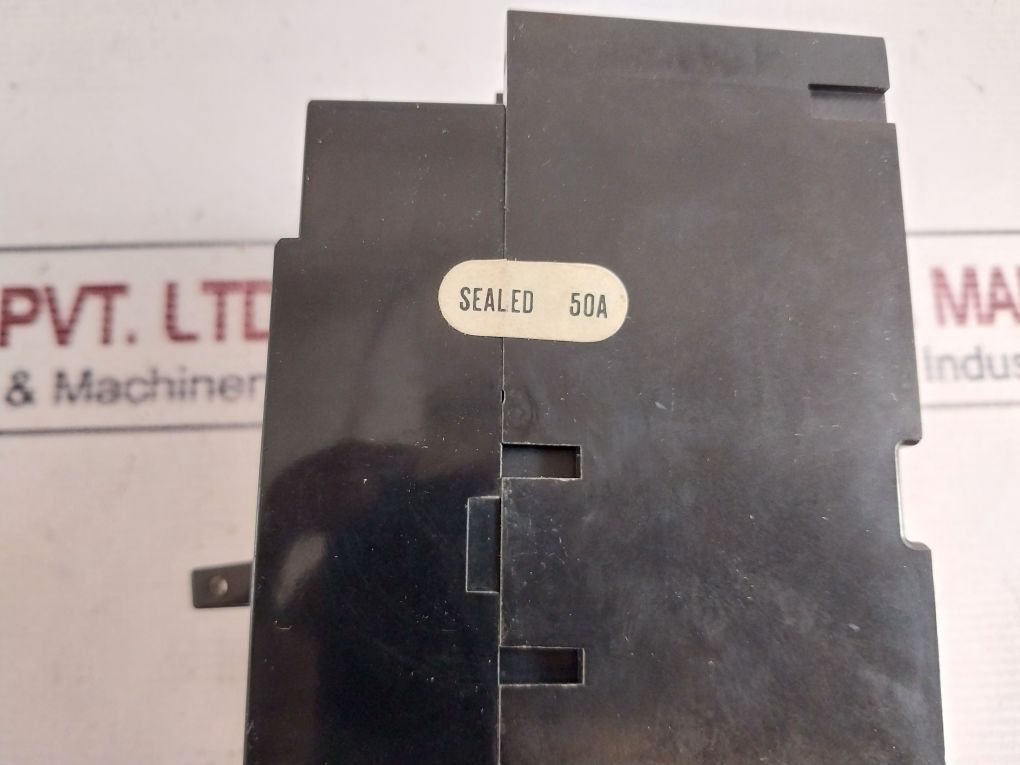 SEALED 50A
PVT. LTD
& Machiner
MA
Indus